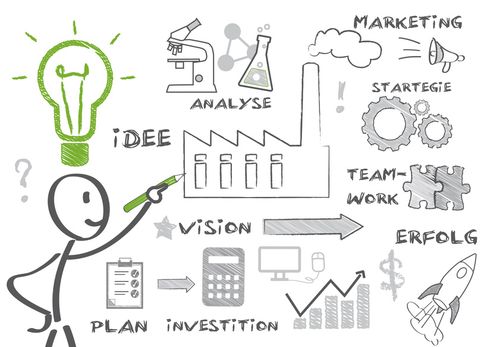 MARKETING
ANALYSE
!
STARTEGIE
iDEE
TEAM-
WORK
?
ViSiON
ERFOLG
$
PLAN
iNVESTiTiON